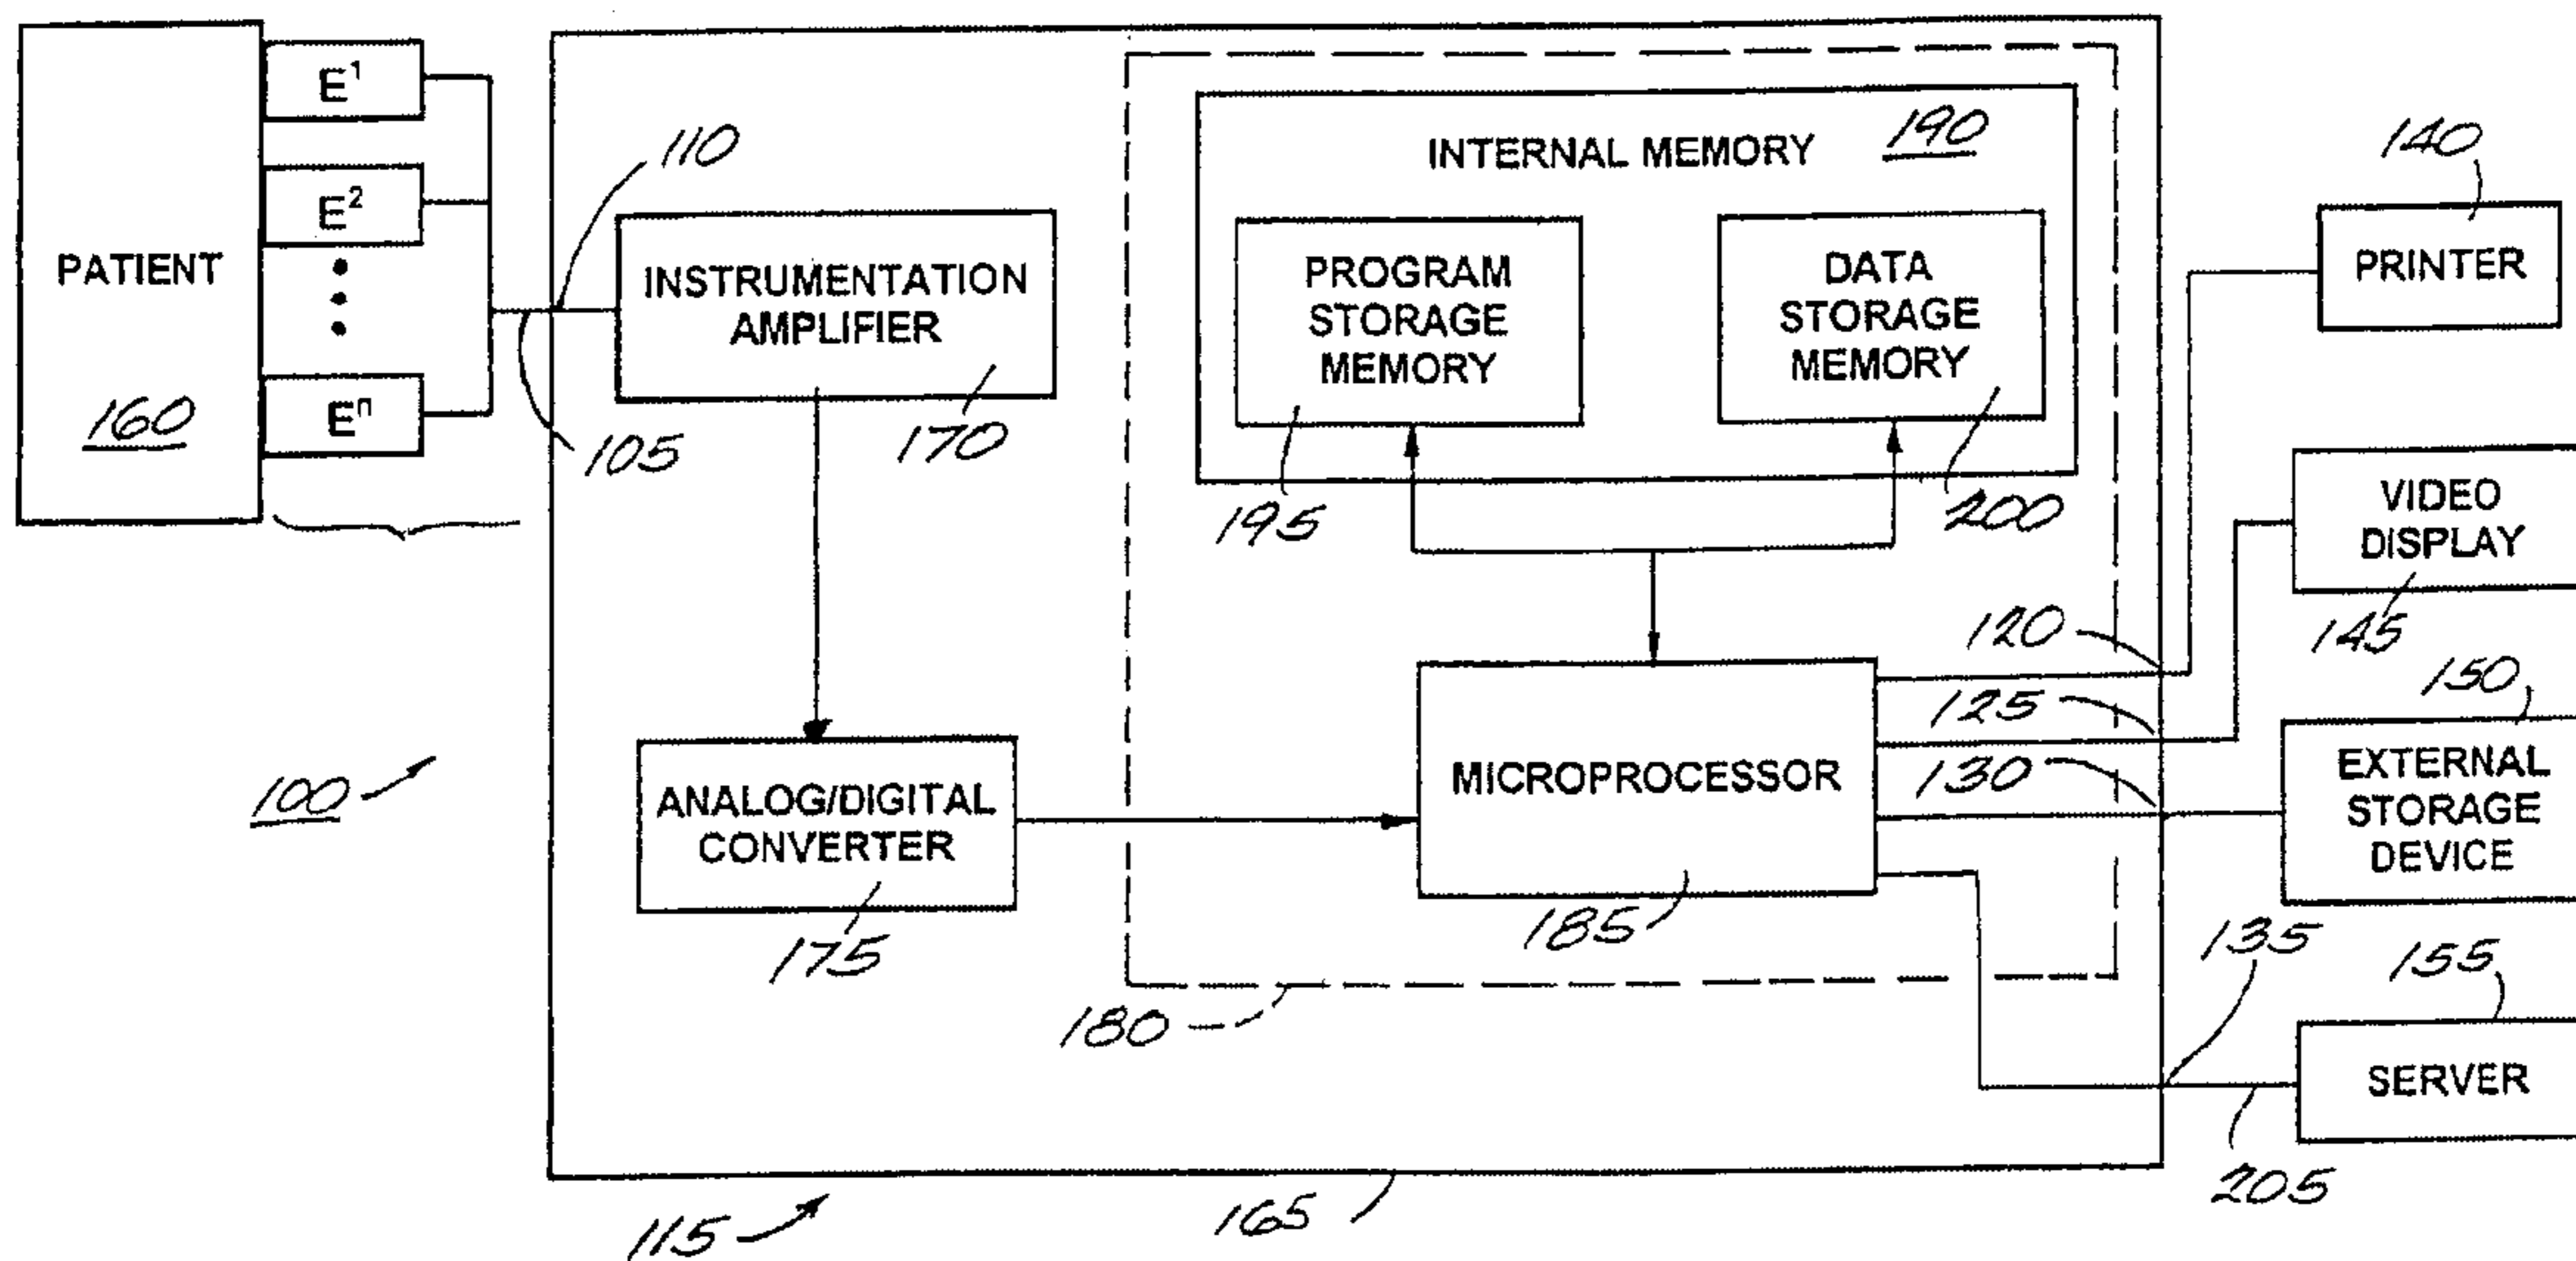 PATIENT
160
E¹
E²
Eⁿ
105
110
INSTRUMENTATION
AMPLIFIER
170
ANALOG/DIGITAL
CONVERTER
175
INTERNAL MEMORY
190
PROGRAM
STORAGE
MEMORY
195
DATA
STORAGE
MEMORY
200
MICROPROCESSOR
185
180
120
125
130
135
PRINTER
140
VIDEO
DISPLAY
145
EXTERNAL
STORAGE
DEVICE
150
SERVER
155
205
100
115
165